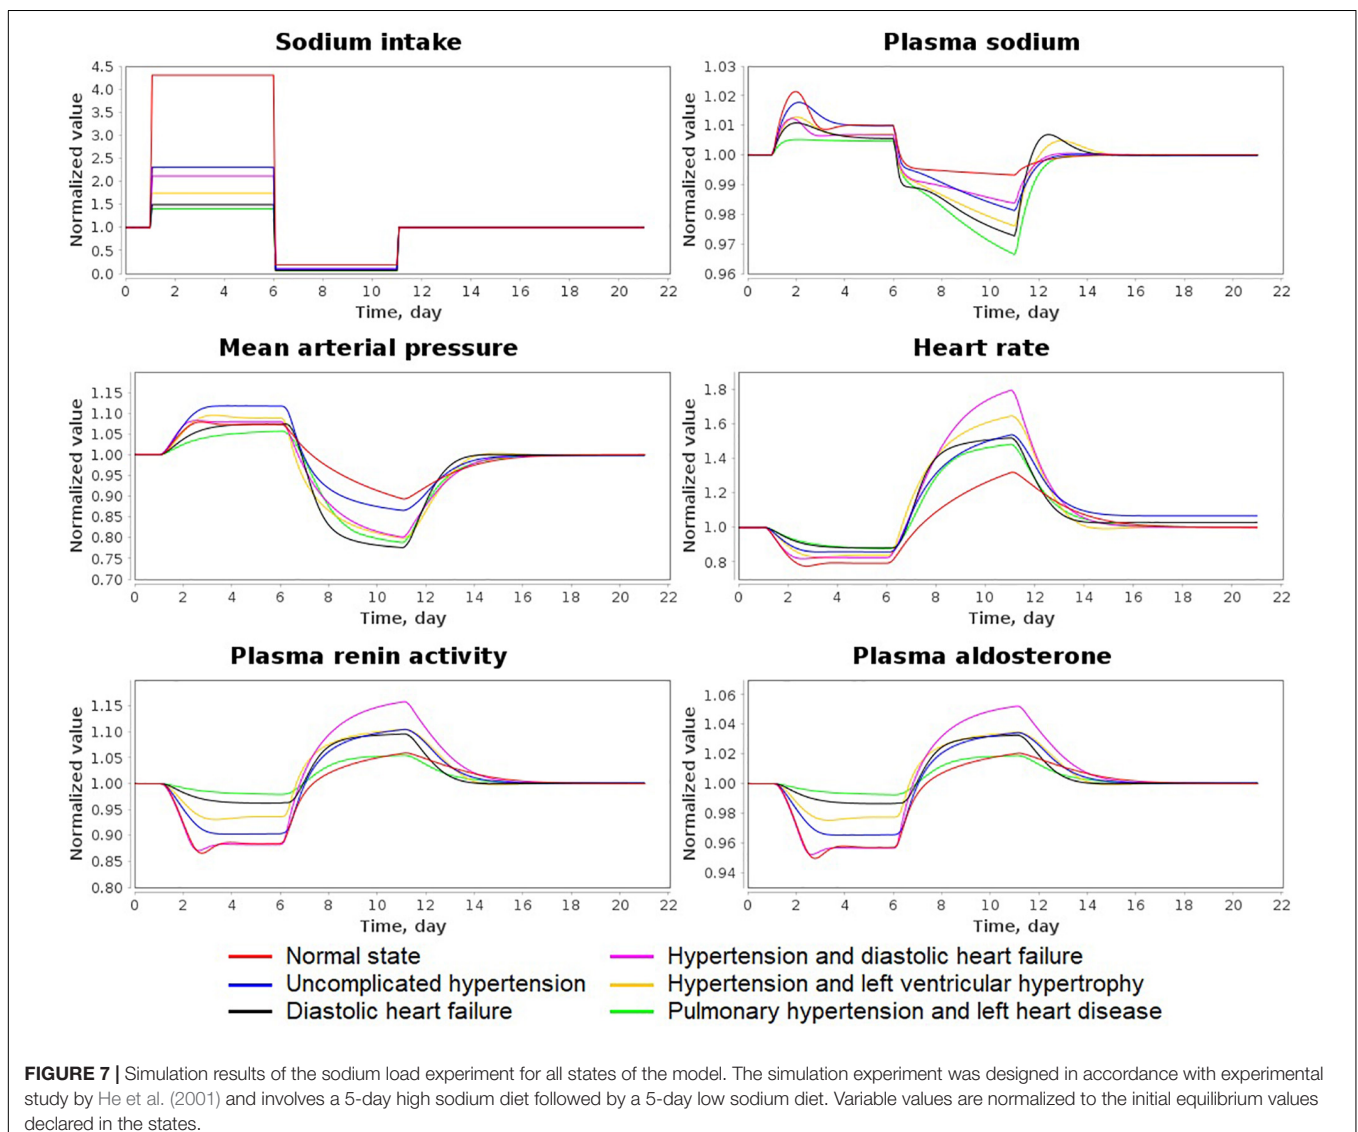 Sodium intake
Normalized value
4.5
4.0
3.5
3.0
2.5
2.0
1.5
1.0
0.5
0.0
0 2 4 6 8 10 12 14 16 18 20 22
Time, day
Plasma sodium
Normalized value
1.03
1.02
1.01
1.00
0.99
0.98
0.97
0.96
0 2 4 6 8 10 12 14 16 18 20 22
Time, day
Mean arterial pressure
Normalized value
1.15
1.10
1.05
1.00
0.95
0.90
0.85
0.80
0.75
0.70
0 2 4 6 8 10 12 14 16 18 20 22
Time, day
Heart rate
Normalized value
1.8
1.6
1.4
1.2
1.0
0.8
0 2 4 6 8 10 12 14 16 18 20 22
Time, day
Plasma renin activity
Normalized value
1.15
1.10
1.05
1.00
0.95
0.90
0.85
0.80
0 2 4 6 8 10 12 14 16 18 20 22
Time, day
Plasma aldosterone
Normalized value
1.06
1.04
1.02
1.00
0.98
0.96
0.94
0 2 4 6 8 10 12 14 16 18 20 22
Time, day
Normal state
Uncomplicated hypertension
Diastolic heart failure
Hypertension and diastolic heart failure
Hypertension and left ventricular hypertrophy
Pulmonary hypertension and left heart disease
FIGURE 7 | Simulation results of the sodium load experiment for all states of the model. The simulation experiment was designed in accordance with experimental
study by He et al. (2001) and involves a 5-day high sodium diet followed by a 5-day low sodium diet. Variable values are normalized to the initial equilibrium values
declared in the states.